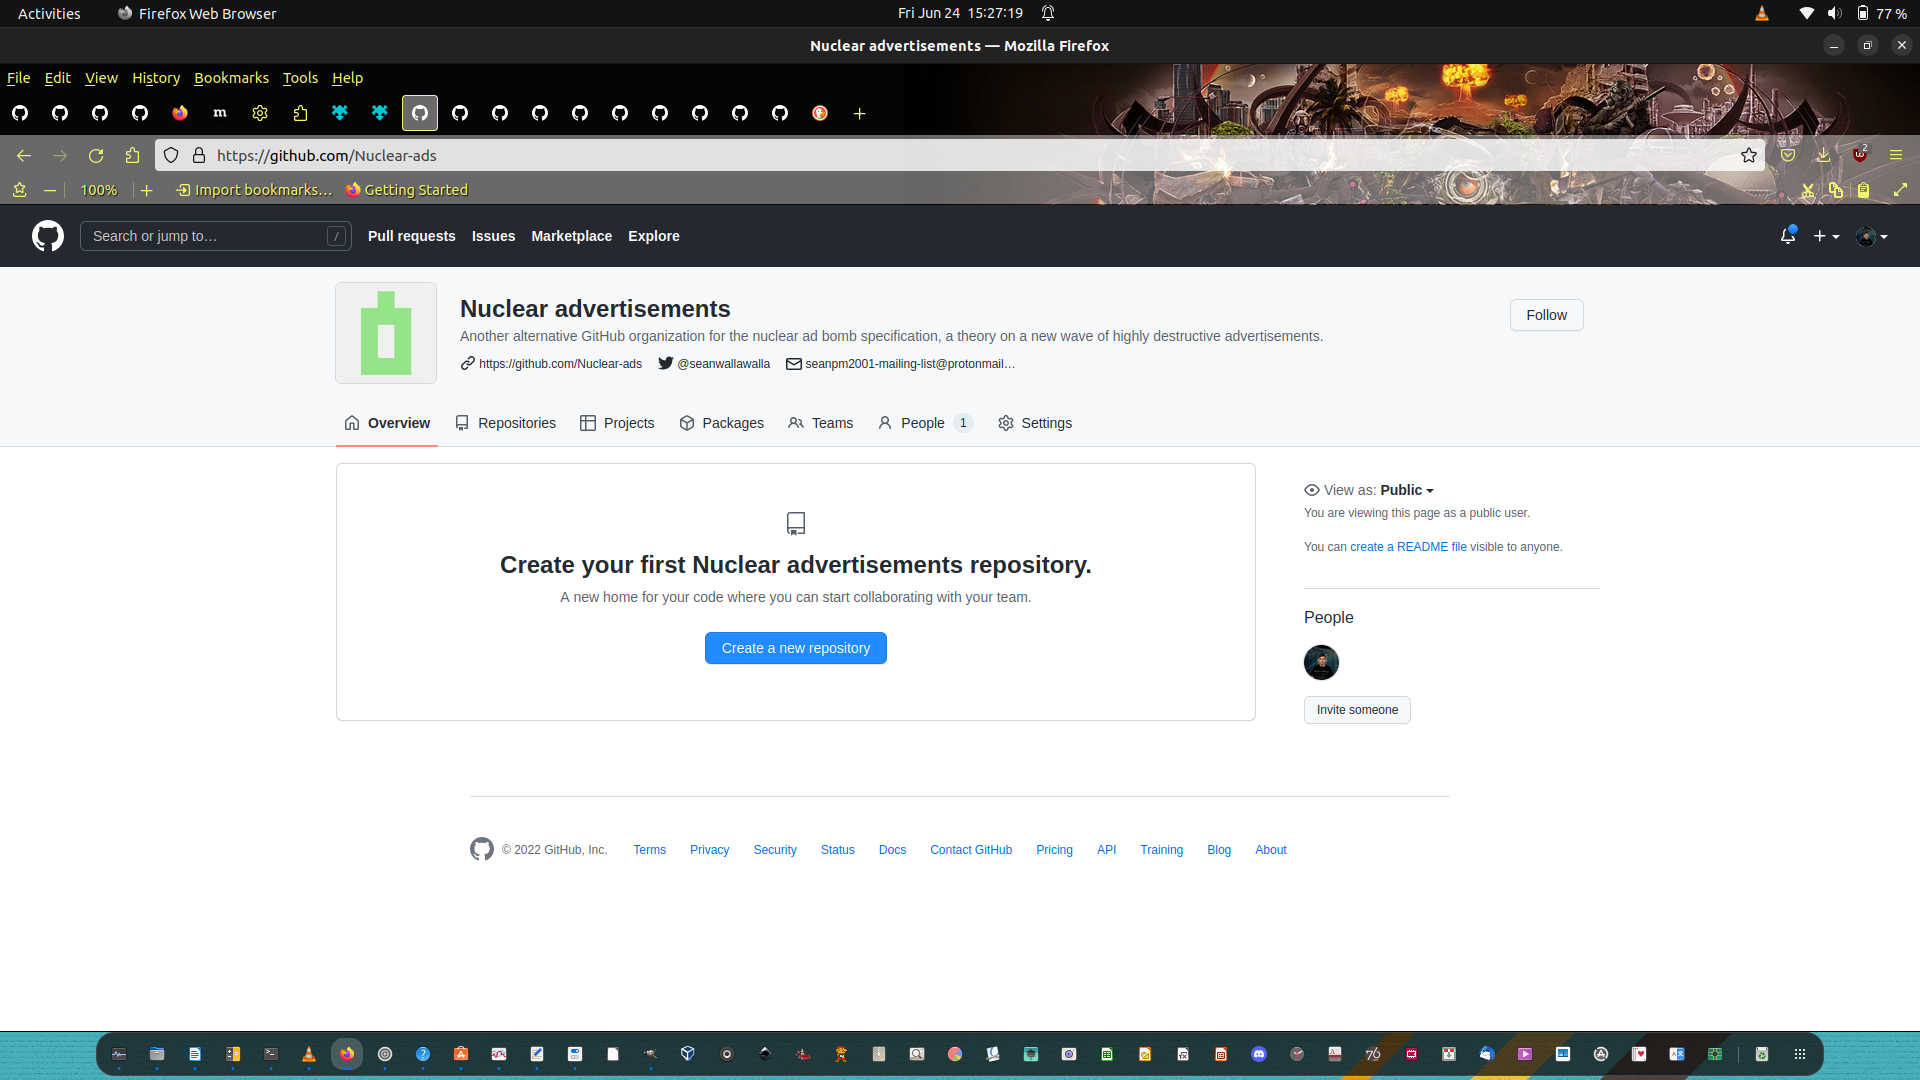 Activities Firefox Web Browser Fri Jun 24 15:27:19 77 %
Nuclear advertisements — Mozilla Firefox
File Edit View History Bookmarks Tools Help
m
https://github.com/Nuclear-ads 2
100% Import bookmarks… Getting Started
Search or jump to… / Pull requests Issues Marketplace Explore
Nuclear advertisements
Follow
Another alternative GitHub organization for the nuclear ad bomb specification, a theory on a new wave of highly destructive advertisements.
https://github.com/Nuclear-ads @seanwallawalla seanpm2001-mailing-list@protonmail…
Overview Repositories Projects Packages Teams People 1 Settings
Create your first Nuclear advertisements repository.
A new home for your code where you can start collaborating with your team.
Create a new repository
View as: Public
You are viewing this page as a public user.
You can create a README file visible to anyone.
People
Invite someone
© 2022 GitHub, Inc. Terms Privacy Security Status Docs Contact GitHub Pricing API Training Blog About
76